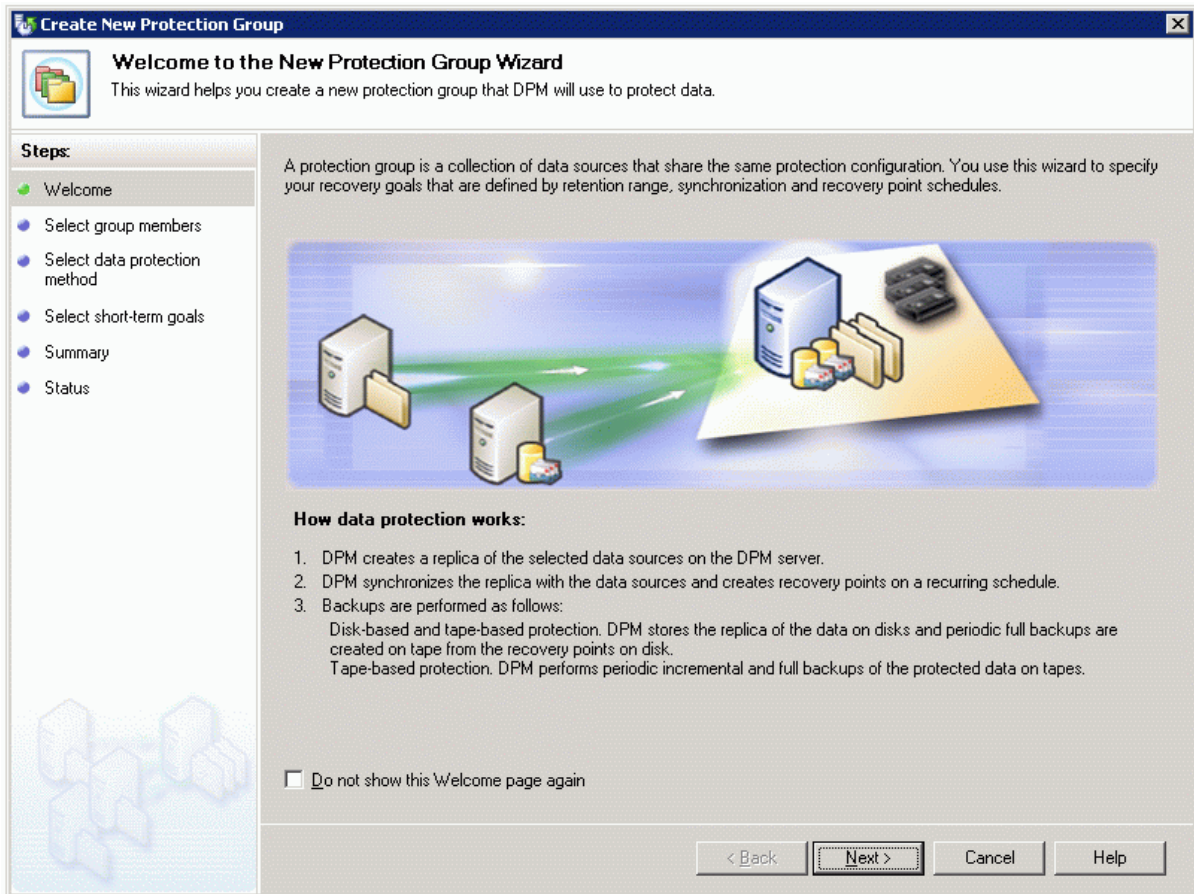 Create New Protection Group
Welcome to the New Protection Group Wizard
This wizard helps you create a new protection group that DPM will use to protect data.
Steps:
Welcome
Select group members
Select data protection
method
Select short-term goals
Summary
Status
A protection group is a collection of data sources that share the same protection configuration. You use this wizard to specify
your recovery goals that are defined by retention range, synchronization and recovery point schedules.
How data protection works:
1. DPM creates a replica of the selected data sources on the DPM server.
2. DPM synchronizes the replica with the data sources and creates recovery points on a recurring schedule.
3. Backups are performed as follows:
Disk-based and tape-based protection. DPM stores the replica of the data on disks and periodic full backups are
created on tape from the recovery points on disk.
Tape-based protection. DPM performs periodic incremental and full backups of the protected data on tapes.
Do not show this Welcome page again
< Back
Next >
Cancel
Help